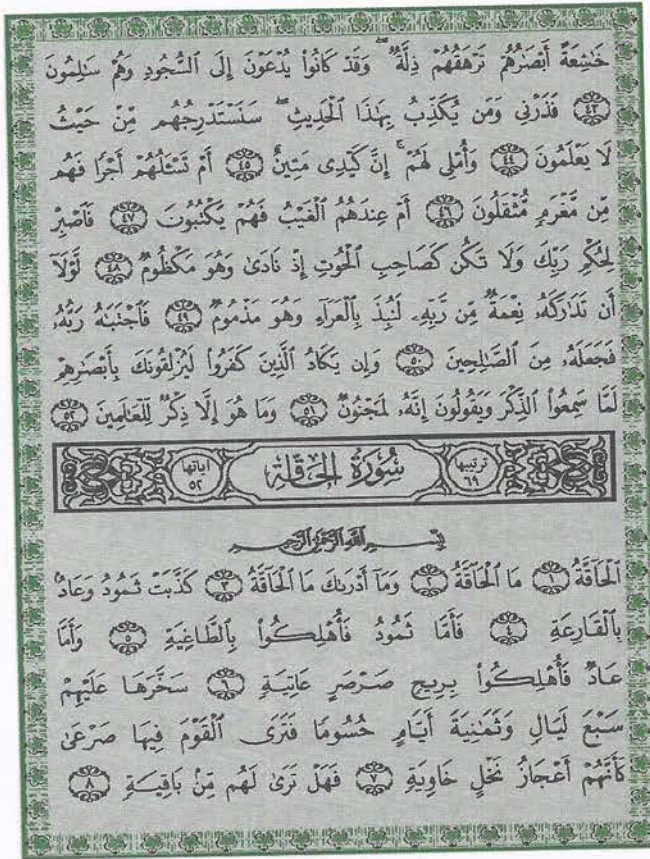 خَٰشِعَةً أَبْصَٰرُهُمْ تَرْهَقُهُمْ ذِلَّةٌ ۖ وَقَدْ كَانُوا۟ يُدْعَوْنَ إِلَى ٱلسُّجُودِ وَهُمْ سَٰلِمُونَ
٤٣ فَذَرْنِى وَمَن يُكَذِّبُ بِهَٰذَا ٱلْحَدِيثِ ۖ سَنَسْتَدْرِجُهُم مِّنْ حَيْثُ
لَا يَعْلَمُونَ ٤٤ وَأُمْلِى لَهُمْ ۚ إِنَّ كَيْدِى مَتِينٌ ٤٥ أَمْ تَسْـَٔلُهُمْ أَجْرًا فَهُم
مِّن مَّغْرَمٍ مُّثْقَلُونَ ٤٦ أَمْ عِندَهُمُ ٱلْغَيْبُ فَهُمْ يَكْتُبُونَ ٤٧ فَٱصْبِرْ
لِحُكْمِ رَبِّكَ وَلَا تَكُن كَصَاحِبِ ٱلْحُوتِ إِذْ نَادَىٰ وَهُوَ مَكْظُومٌ ٤٨ لَّوْلَآ
أَن تَدَٰرَكَهُۥ نِعْمَةٌ مِّن رَّبِّهِۦ لَنُبِذَ بِٱلْعَرَآءِ وَهُوَ مَذْمُومٌ ٤٩ فَٱجْتَبَٰهُ رَبُّهُۥ
فَجَعَلَهُۥ مِنَ ٱلصَّٰلِحِينَ ٥٠ وَإِن يَكَادُ ٱلَّذِينَ كَفَرُوا۟ لَيُزْلِقُونَكَ بِأَبْصَٰرِهِمْ
لَمَّا سَمِعُوا۟ ٱلذِّكْرَ وَيَقُولُونَ إِنَّهُۥ لَمَجْنُونٌ ٥١ وَمَا هُوَ إِلَّا ذِكْرٌ لِّلْعَٰلَمِينَ ٥٢
ترتيبها ٦٩ سُورَةُ الحَاقَّة آياتها ٥٢
بِسْمِ ٱللَّهِ ٱلرَّحْمَٰنِ ٱلرَّحِيمِ
ٱلْحَآقَّةُ ١ مَا ٱلْحَآقَّةُ ٢ وَمَآ أَدْرَىٰكَ مَا ٱلْحَآقَّةُ ٣ كَذَّبَتْ ثَمُودُ وَعَادٌۢ
بِٱلْقَارِعَةِ ٤ فَأَمَّا ثَمُودُ فَأُهْلِكُوا۟ بِٱلطَّاغِيَةِ ٥ وَأَمَّا
عَادٌ فَأُهْلِكُوا۟ بِرِيحٍ صَرْصَرٍ عَاتِيَةٍ ٦ سَخَّرَهَا عَلَيْهِمْ
سَبْعَ لَيَالٍ وَثَمَٰنِيَةَ أَيَّامٍ حُسُومًا فَتَرَى ٱلْقَوْمَ فِيهَا صَرْعَىٰ
كَأَنَّهُمْ أَعْجَازُ نَخْلٍ خَاوِيَةٍ ٧ فَهَلْ تَرَىٰ لَهُم مِّنۢ بَاقِيَةٍ ٨